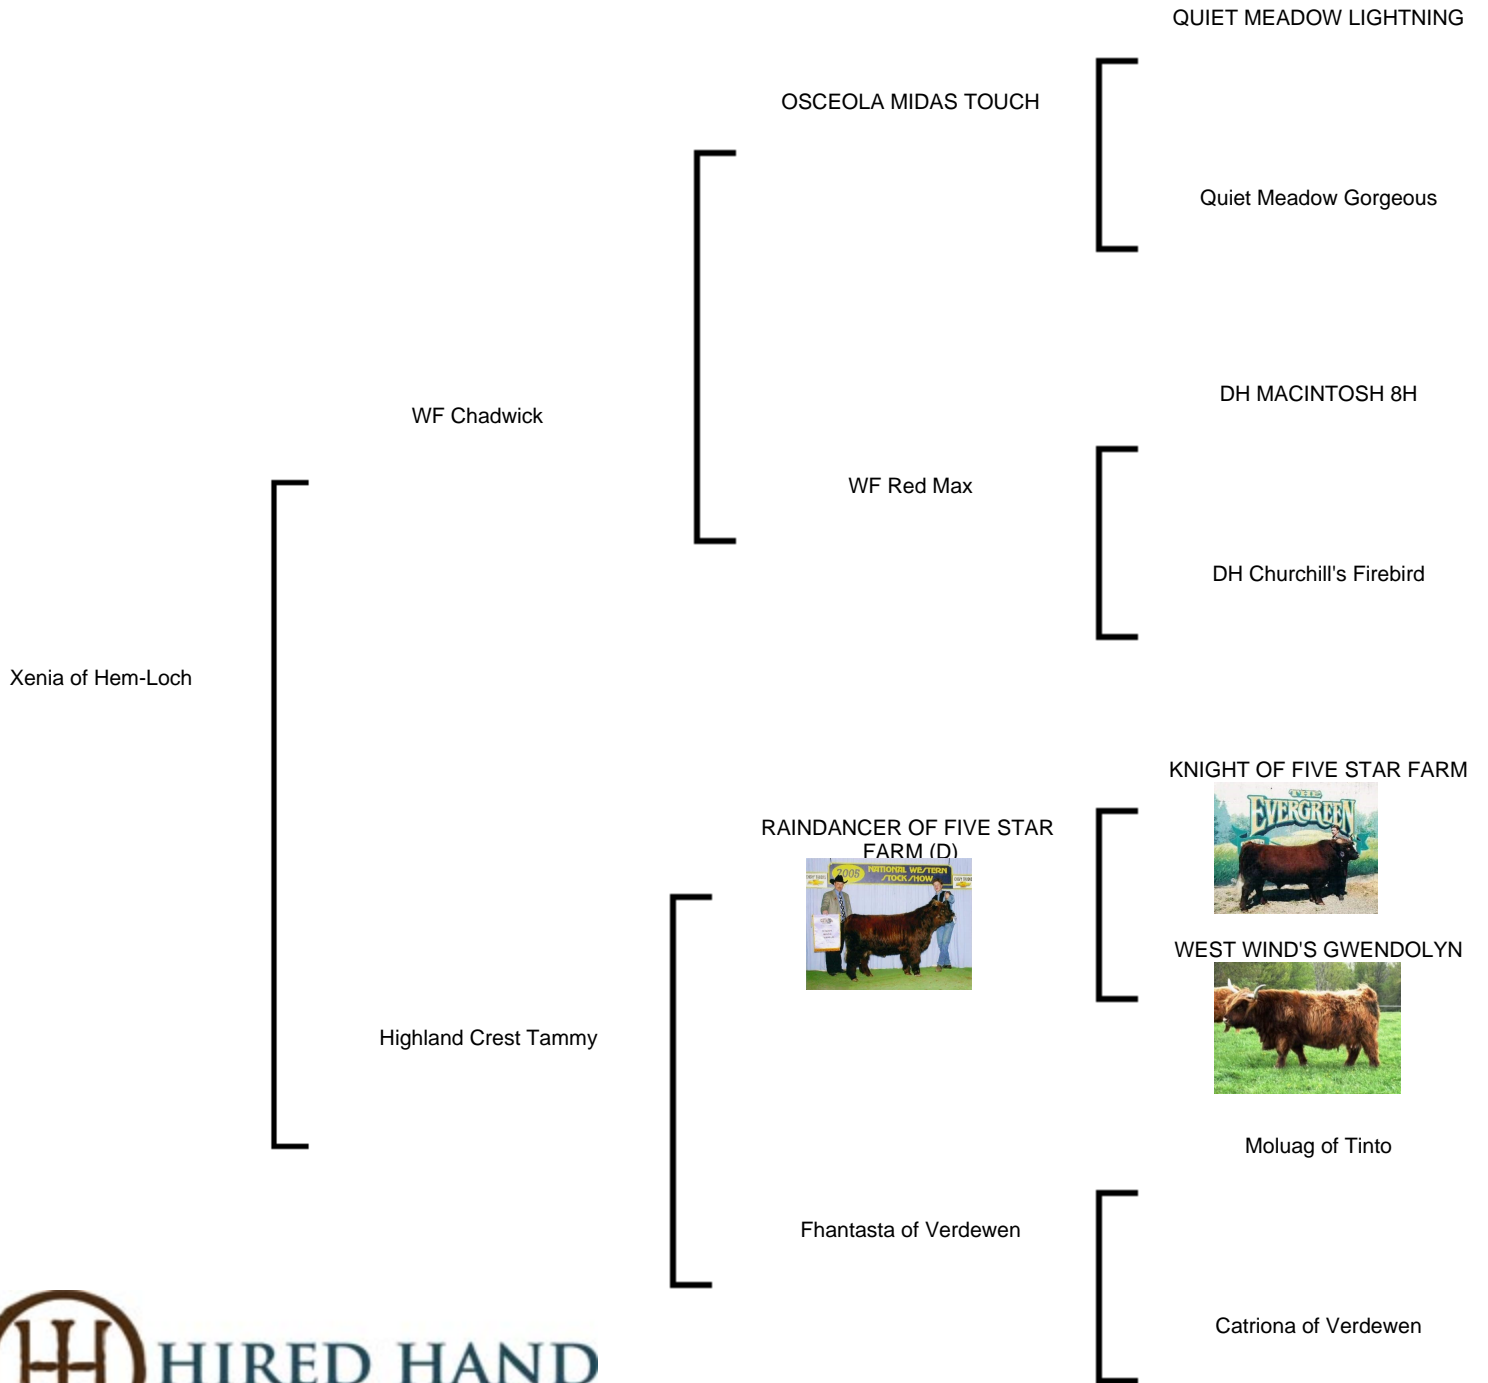 QUIET MEADOW LIGHTNING
OSCEOLA MIDAS TOUCH
Quiet Meadow Gorgeous
WF Chadwick
DH MACINTOSH 8H
WF Red Max
DH Churchill's Firebird
Xenia of Hem-Loch
KNIGHT OF FIVE STAR FARM
THE
EVERGREEN
RAINDANCER OF FIVE STAR
FARM (D)
2005 NATIONAL WESTERN
STOCK SHOW
WEST WIND'S GWENDOLYN
Highland Crest Tammy
Moluag of Tinto
Fhantasta of Verdewen
Catriona of Verdewen
HIRED HAND